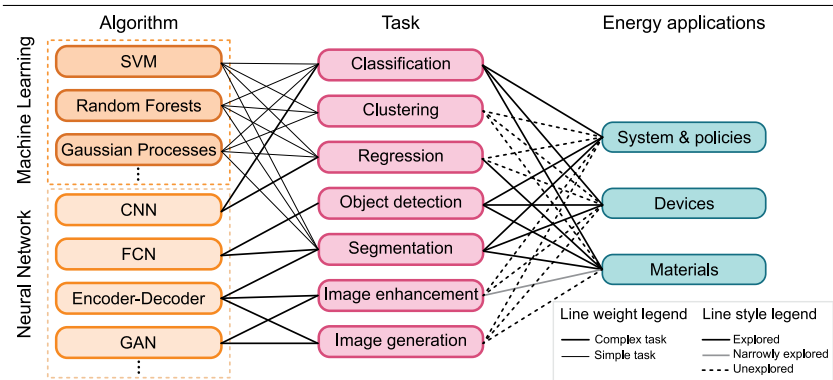 Algorithm
Task
Energy applications
Machine Learning
SVM
Random Forests
Gaussian Processes
Neural Network
CNN
FCN
Encoder-Decoder
GAN
Classification
Clustering
Regression
Object detection
Segmentation
Image enhancement
Image generation
System & policies
Devices
Materials
Line weight legend
Complex task
Simple task
Line style legend
Explored
Narrowly explored
Unexplored